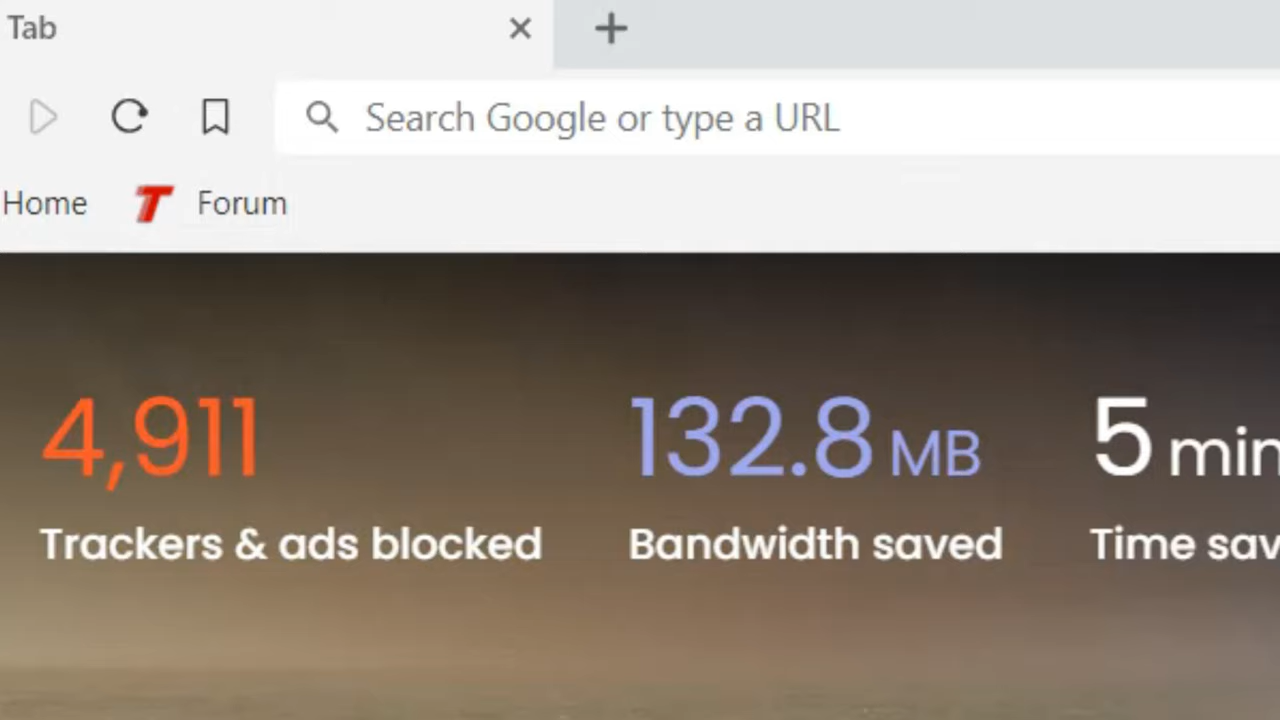 Tab
Search Google or type a URL
Home T Forum
4,911 132.8 MB 5 min
Trackers & ads blocked Bandwidth saved Time sav